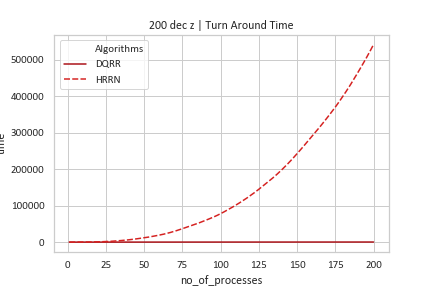 200 dec z | Turn Around Time
Algorithms
DQRR
HRRN
500000
400000
300000
200000
100000
0
0 25 50 75 100 125 150 175 200
no_of_processes